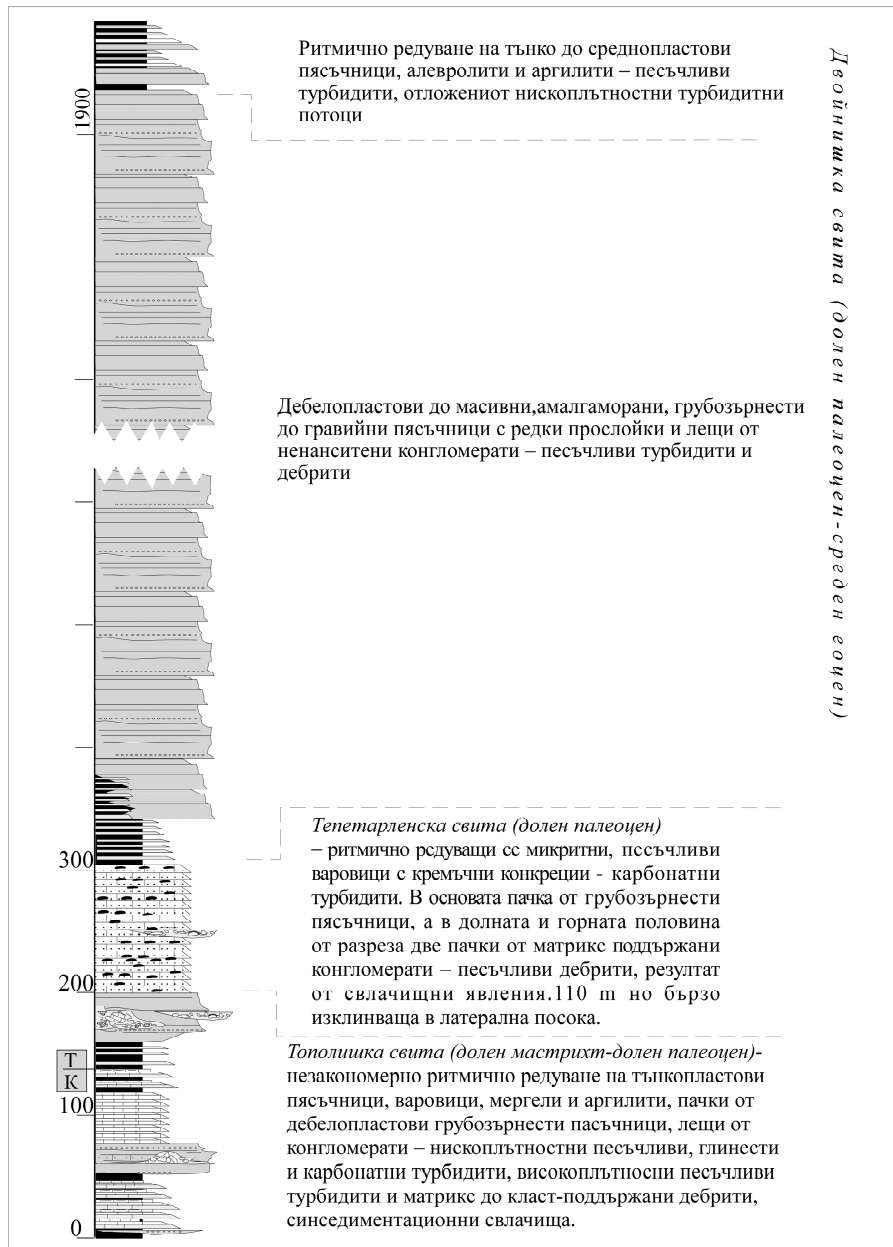 Ритмично редуване на тънко до среднопластови
пясъчници, алевролити и аргилити – песъчливи
турбидити, отложениот нископлътностни турбидитни
потоци
1900
Двойнишка свита (долен палеоцен-среден еоцен)
Дебелопластови до масивни,амалгаморани, грубозърнести
до гравийни пясъчници с редки прослойки и лещи от
ненанситени конгломерати – песъчливи турбидити и
дебрити
Тепетарленска свита (долен палеоцен)
– ритмично редуващи се микритни, песъчливи
варовици с кремъчни конкреции - карбонатни
турбидити. В основата пачка от грубозърнести
пясъчници, а в долната и горната половина
от разреза две пачки от матрикс поддържани
конгломерати – песъчливи дебрити, резултат
от свлачищни явления.110 m но бързо
изклинваща в латерална посока.
300
200
Тополишка свита (долен мастрихт-долен палеоцен)-
незакономерно ритмично редуване на тънкопластови
пясъчници, варовици, мергели и аргилити, пачки от
дебелопластови грубозърнести пасъчници, лещи от
конгломерати – нископлътностни песъчливи, глинести
и карбонатни турбидити, високоплътносни песъчливи
турбидити и матрикс до класт-поддържани дебрити,
синседиментационни свлачища.
Т
К
100
0